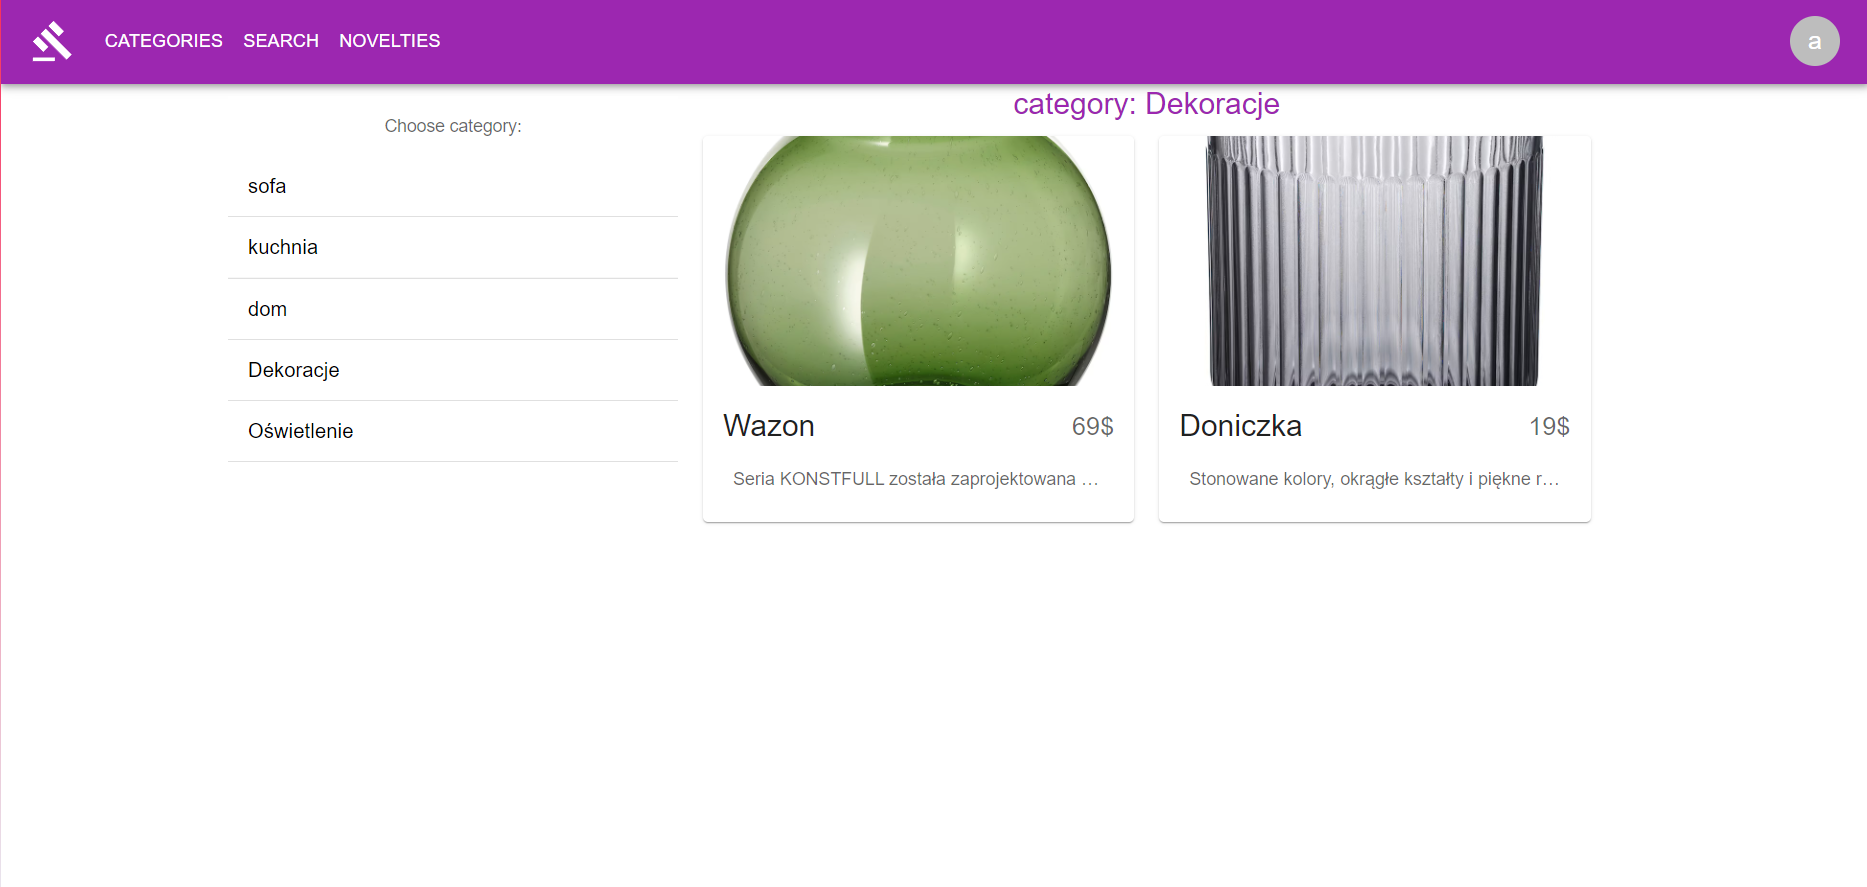 CATEGORIES SEARCH NOVELTIES
a
Choose category:
sofa
kuchnia
dom
Dekoracje
Oświetlenie
category: Dekoracje
Wazon 69$
Seria KONSTFULL została zaprojektowana …
Doniczka 19$
Stonowane kolory, okrągłe kształty i piękne r…